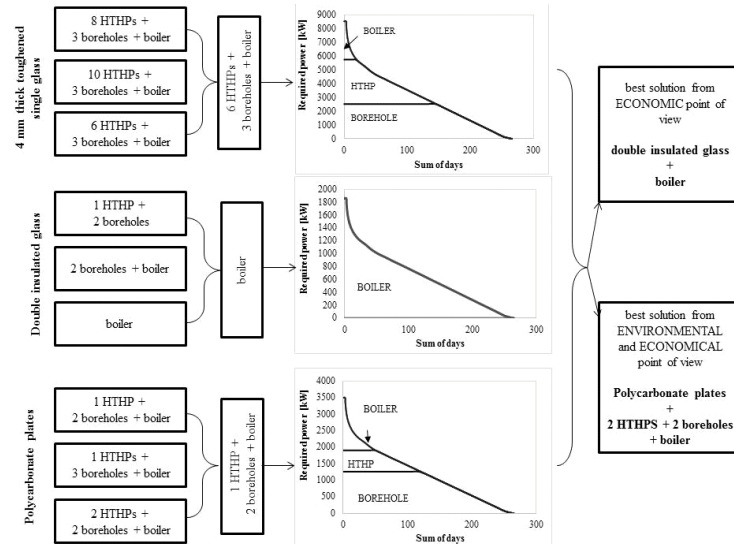 4 mm thick toughened
single glass
8 HTHPs +
3 boreholes + boiler
10 HTHPs +
3 boreholes + boiler
6 HTHPs +
3 boreholes + boiler
6 HTHPs +
3 boreholes + boiler
Required power [kW]
9000
8000
7000
6000
5000
4000
3000
2000
1000
0
BOILER
HTHP
BOREHOLE
0
100
200
300
Sum of days
Double insulated glass
1 HTHP +
2 boreholes
2 boreholes + boiler
boiler
boiler
Required power [kW]
2000
1800
1600
1400
1200
1000
800
600
400
200
0
BOILER
0
100
200
300
Sum of days
Polycarbonate plates
1 HTHP +
2 boreholes + boiler
1 HTHPs +
3 boreholes + boiler
2 HTHPs +
2 boreholes + boiler
1 HTHP +
2 boreholes + boiler
Required power [kW]
4000
3500
3000
2500
2000
1500
1000
500
0
BOILER
HTHP
BOREHOLE
0
100
200
300
Sum of days
best solution from
ECONOMIC point of
view
double insulated glass
+
boiler
best solution from
ENVIRONMENTAL
and ECONOMICAL
point of view
Polycarbonate plates
+
2 HTHPS + 2 boreholes
+ boiler